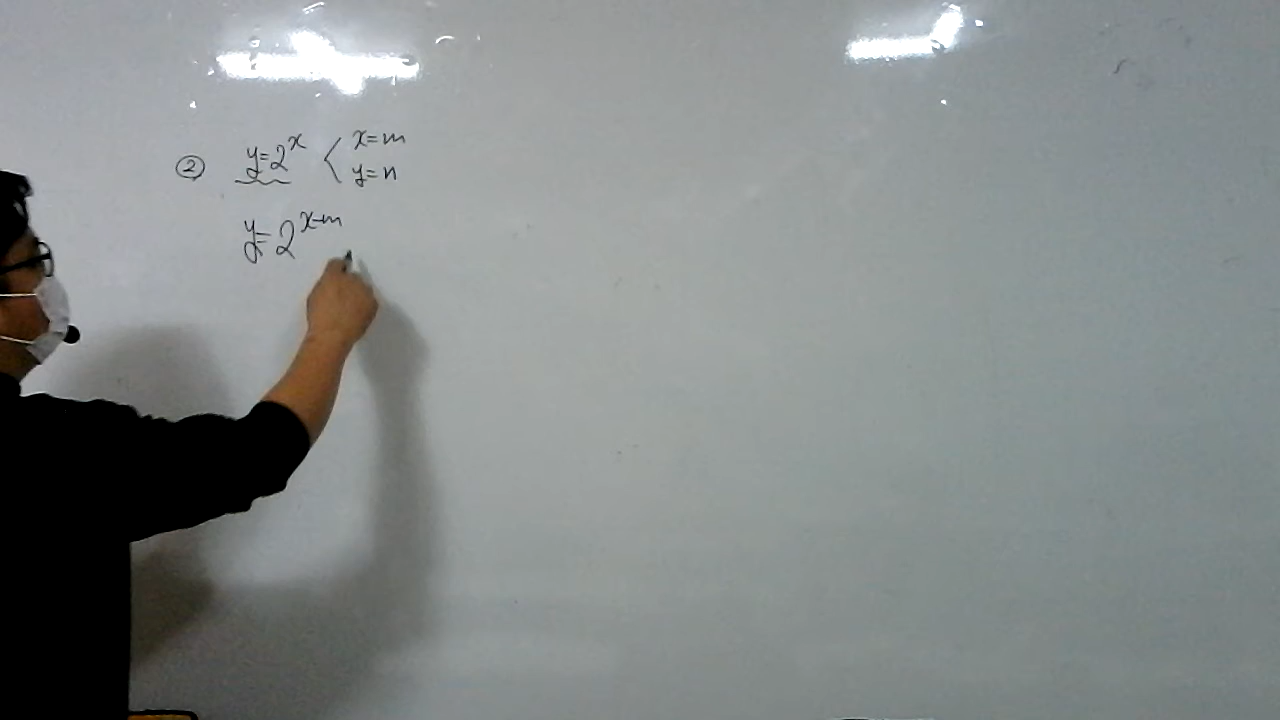 ② y=2^x < x=m
y=n
y=2^{x-m}